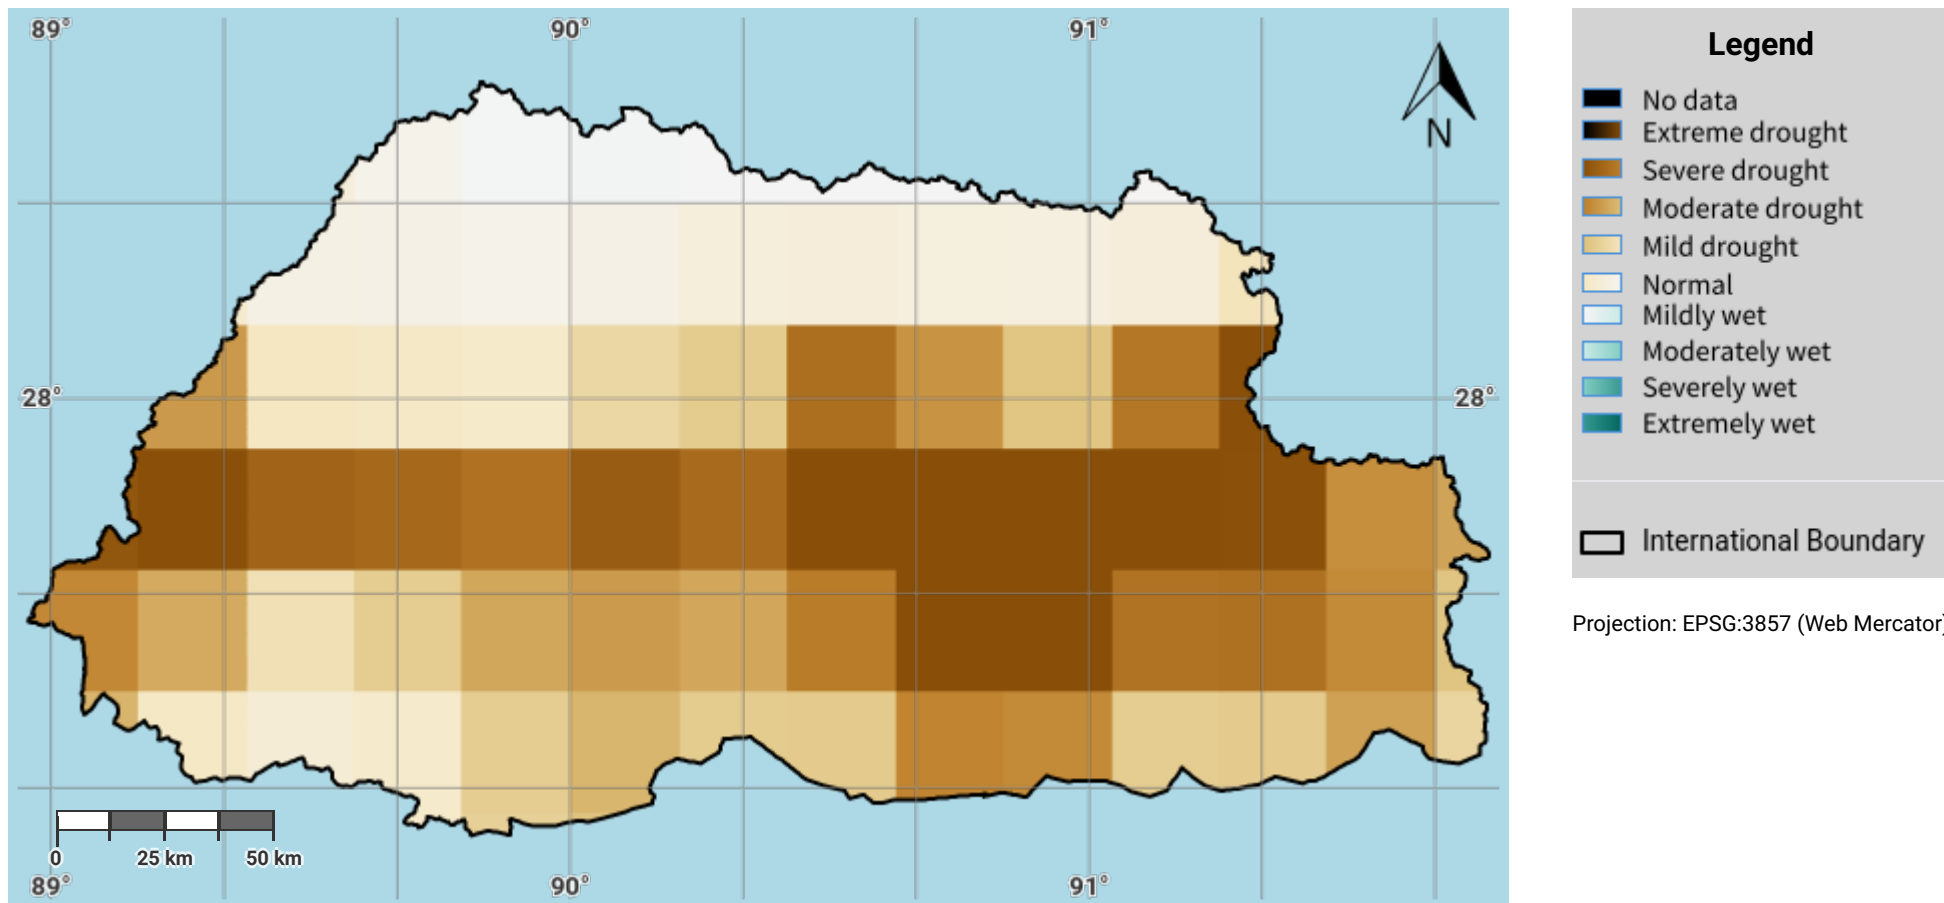 89° 90° 91°
N
28° 28°
0 25 km 50 km
89° 90° 91°
Legend
No data
Extreme drought
Severe drought
Moderate drought
Mild drought
Normal
Mildly wet
Moderately wet
Severely wet
Extremely wet
International Boundary
Projection: EPSG:3857 (Web Mercator)